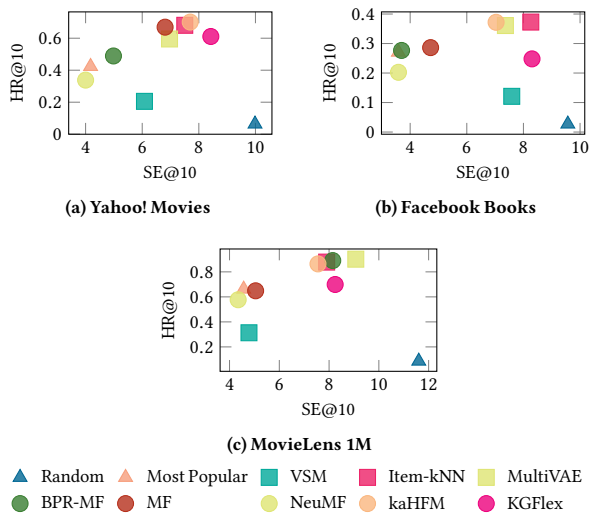 HR@10
0.6
0.4
0.2
0
4 6 8 10
SE@10
(a) Yahoo! Movies
HR@10
0.4
0.3
0.2
0.1
0
4 6 8 10
SE@10
(b) Facebook Books
HR@10
0.8
0.6
0.4
0.2
4 6 8 10 12
SE@10
(c) MovieLens 1M
Random Most Popular VSM Item-kNN MultiVAE
BPR-MF MF NeuMF kaHFM KGFlex